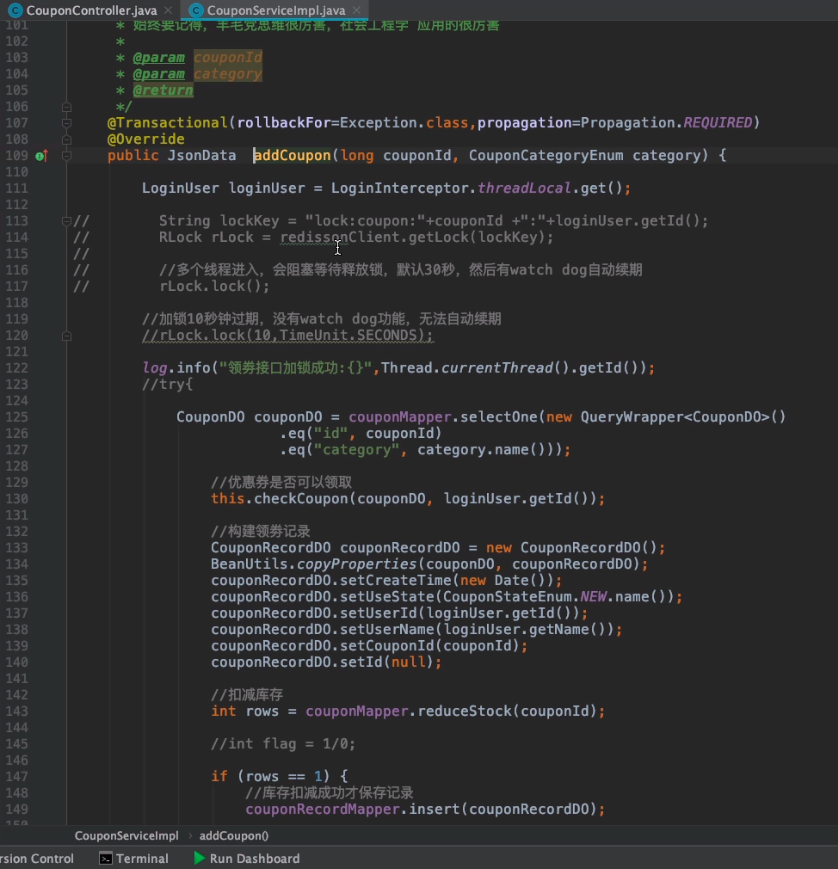 CouponController.java × CouponServiceImpl.java ×
101 * 始终要记得，羊毛党思维很厉害，社会工程学 应用的很厉害
102 *
103 * @param couponId
104 * @param category
105 * @return
106 */
107 @Transactional(rollbackFor=Exception.class,propagation=Propagation.REQUIRED)
108 @Override
109 public JsonData addCoupon(long couponId, CouponCategoryEnum category) {
110
111 LoginUser loginUser = LoginInterceptor.threadLocal.get();
112
113 // String lockKey = "lock:coupon:"+couponId +":"+loginUser.getId();
114 // RLock rLock = redissonClient.getLock(lockKey);
115 //
116 // //多个线程进入，会阻塞等待释放锁，默认30秒，然后有watch dog自动续期
117 // rLock.lock();
118
119 //加锁10秒钟过期，没有watch dog功能，无法自动续期
120 //rLock.lock(10,TimeUnit.SECONDS);
121
122 log.info("领劵接口加锁成功:{}",Thread.currentThread().getId());
123 //try{
124
125 CouponDO couponDO = couponMapper.selectOne(new QueryWrapper<CouponDO>()
126 .eq("id", couponId)
127 .eq("category", category.name()));
128
129 //优惠券是否可以领取
130 this.checkCoupon(couponDO, loginUser.getId());
131
132 //构建领劵记录
133 CouponRecordDO couponRecordDO = new CouponRecordDO();
134 BeanUtils.copyProperties(couponDO, couponRecordDO);
135 couponRecordDO.setCreateTime(new Date());
136 couponRecordDO.setUseState(CouponStateEnum.NEW.name());
137 couponRecordDO.setUserId(loginUser.getId());
138 couponRecordDO.setUserName(loginUser.getName());
139 couponRecordDO.setCouponId(couponId);
140 couponRecordDO.setId(null);
141
142 //扣减库存
143 int rows = couponMapper.reduceStock(couponId);
144
145 //int flag = 1/0;
146
147 if (rows == 1) {
148 //库存扣减成功才保存记录
149 couponRecordMapper.insert(couponRecordDO);
CouponServiceImpl › addCoupon()
rsion Control Terminal Run Dashboard